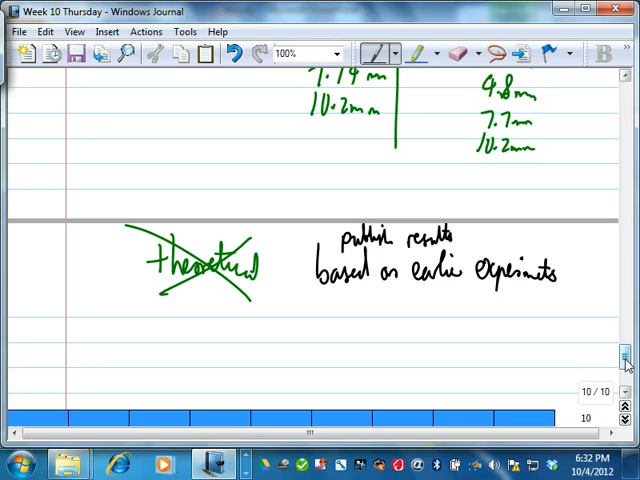 Week 10 Thursday - Windows Journal
File Edit View Insert Actions Tools Help
100%
B
4.8mm
10.2mm
7.7mm
10.2mm
theoretical
publish results
based on earlier experiments
10 / 10
10
6:32 PM
10/4/2012